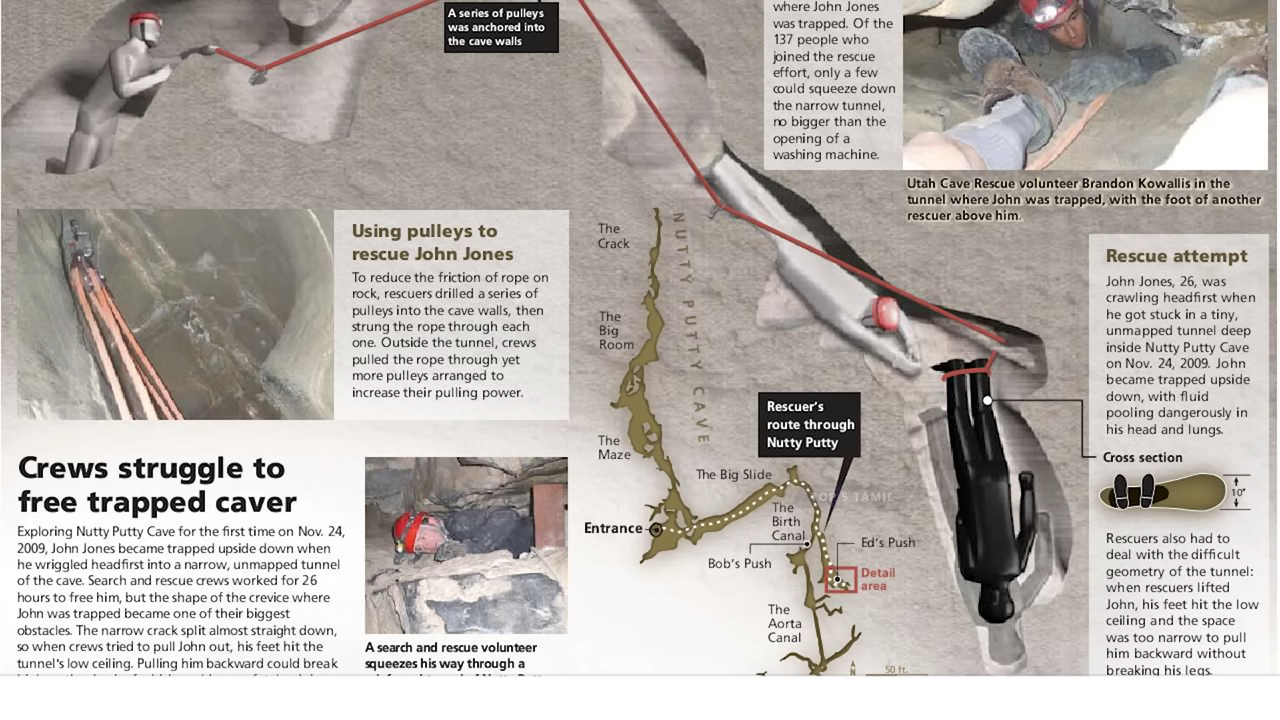 A series of pulleys
was anchored into
the cave walls
where John Jones
was trapped. Of the
137 people who
joined the rescue
effort, only a few
could squeeze down
the narrow tunnel,
no bigger than the
opening of a
washing machine.
Utah Cave Rescue volunteer Brandon Kowallis in the
tunnel where John was trapped, with the foot of another
rescuer above him.
Using pulleys to
rescue John Jones
To reduce the friction of rope on
rock, rescuers drilled a series of
pulleys into the cave walls, then
strung the rope through each
one. Outside the tunnel, crews
pulled the rope through yet
more pulleys arranged to
increase their pulling power.
Crews struggle to
free trapped caver
Exploring Nutty Putty Cave for the first time on Nov. 24,
2009, John Jones became trapped upside down when
he wriggled headfirst into a narrow, unmapped tunnel
of the cave. Search and rescue crews worked for 26
hours to free him, but the shape of the crevice where
John was trapped became one of their biggest
obstacles. The narrow crack split almost straight down,
so when crews tried to pull John out, his feet hit the
tunnel's low ceiling. Pulling him backward could break
A search and rescue volunteer
squeezes his way through a
The
Crack
NUTTY PUTTY CAVE
The
Big
Room
The
Maze
The Big Slide
Entrance
Rescuer's
route through
Nutty Putty
TOP 5 TAMIL
The
Birth
Canal
Bob's Push
Ed's Push
Detail
area
The
Aorta
Canal
N
50 ft.
Rescue attempt
John Jones, 26, was
crawling headfirst when
he got stuck in a tiny,
unmapped tunnel deep
inside Nutty Putty Cave
on Nov. 24, 2009. John
became trapped upside
down, with fluid
pooling dangerously in
his head and lungs.
Cross section
10"
Rescuers also had to
deal with the difficult
geometry of the tunnel:
when rescuers lifted
John, his feet hit the low
ceiling and the space
was too narrow to pull
him backward without
breaking his legs.